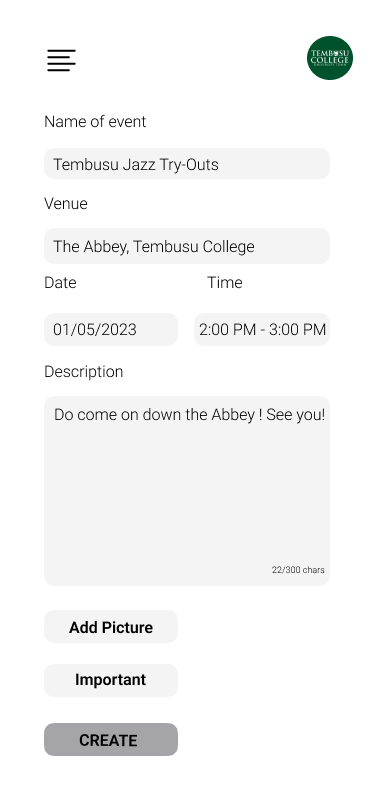 TEMBUSU
COLLEGE
Name of event
Tembusu Jazz Try-Outs
Venue
The Abbey, Tembusu College
Date Time
01/05/2023 2:00 PM - 3:00 PM
Description
Do come on down the Abbey ! See you!
22/300 chars
Add Picture
Important
CREATE